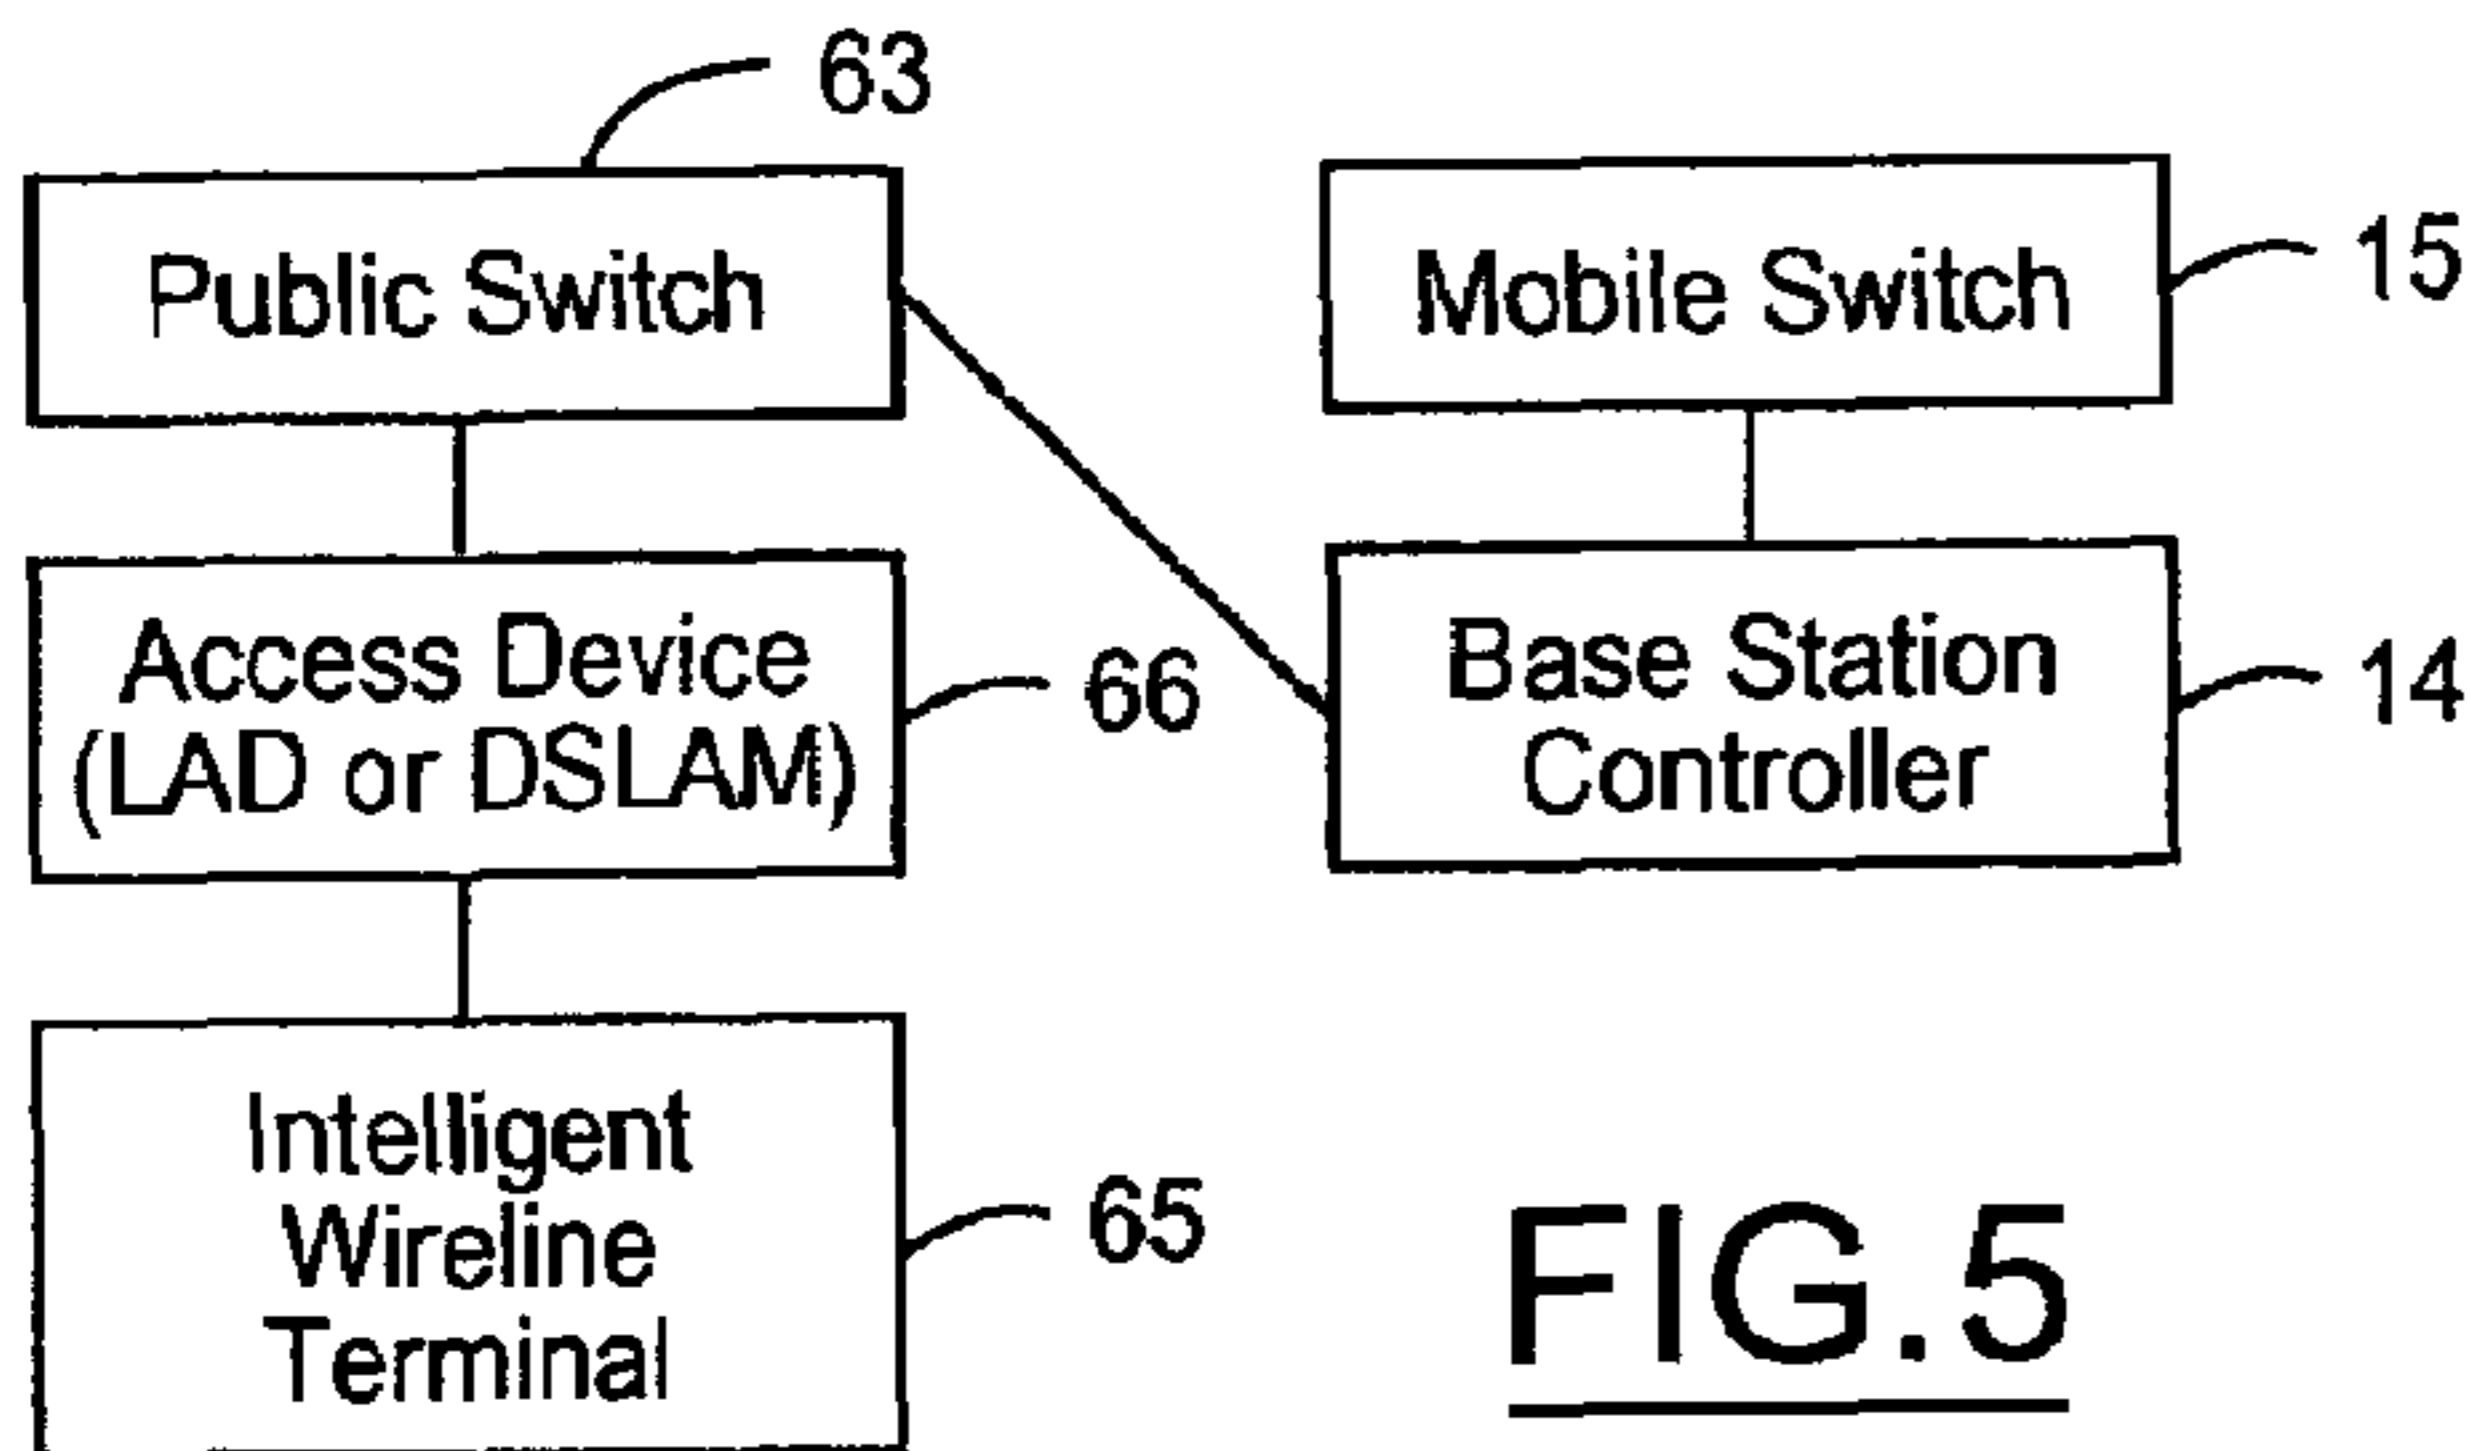 63
Public Switch
Mobile Switch
15
Access Device
(LAD or DSLAM)
66
Base Station
Controller
14
Intelligent
Wireline
Terminal
65
FIG.5